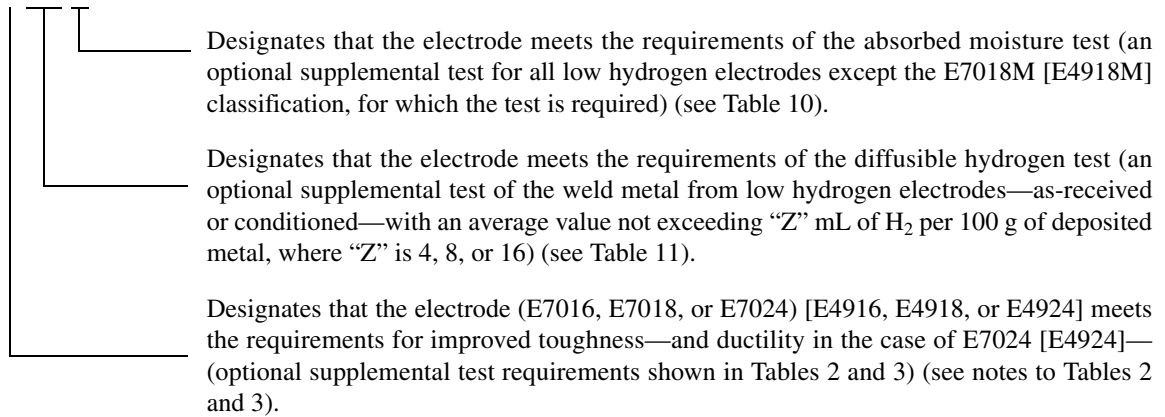 Designates that the electrode meets the requirements of the absorbed moisture test (an
optional supplemental test for all low hydrogen electrodes except the E7018M [E4918M]
classification, for which the test is required) (see Table 10).
Designates that the electrode meets the requirements of the diffusible hydrogen test (an
optional supplemental test of the weld metal from low hydrogen electrodes—as-received
or conditioned—with an average value not exceeding “Z” mL of H₂ per 100 g of deposited
metal, where “Z” is 4, 8, or 16) (see Table 11).
Designates that the electrode (E7016, E7018, or E7024) [E4916, E4918, or E4924] meets
the requirements for improved toughness—and ductility in the case of E7024 [E4924]—
(optional supplemental test requirements shown in Tables 2 and 3) (see notes to Tables 2
and 3).